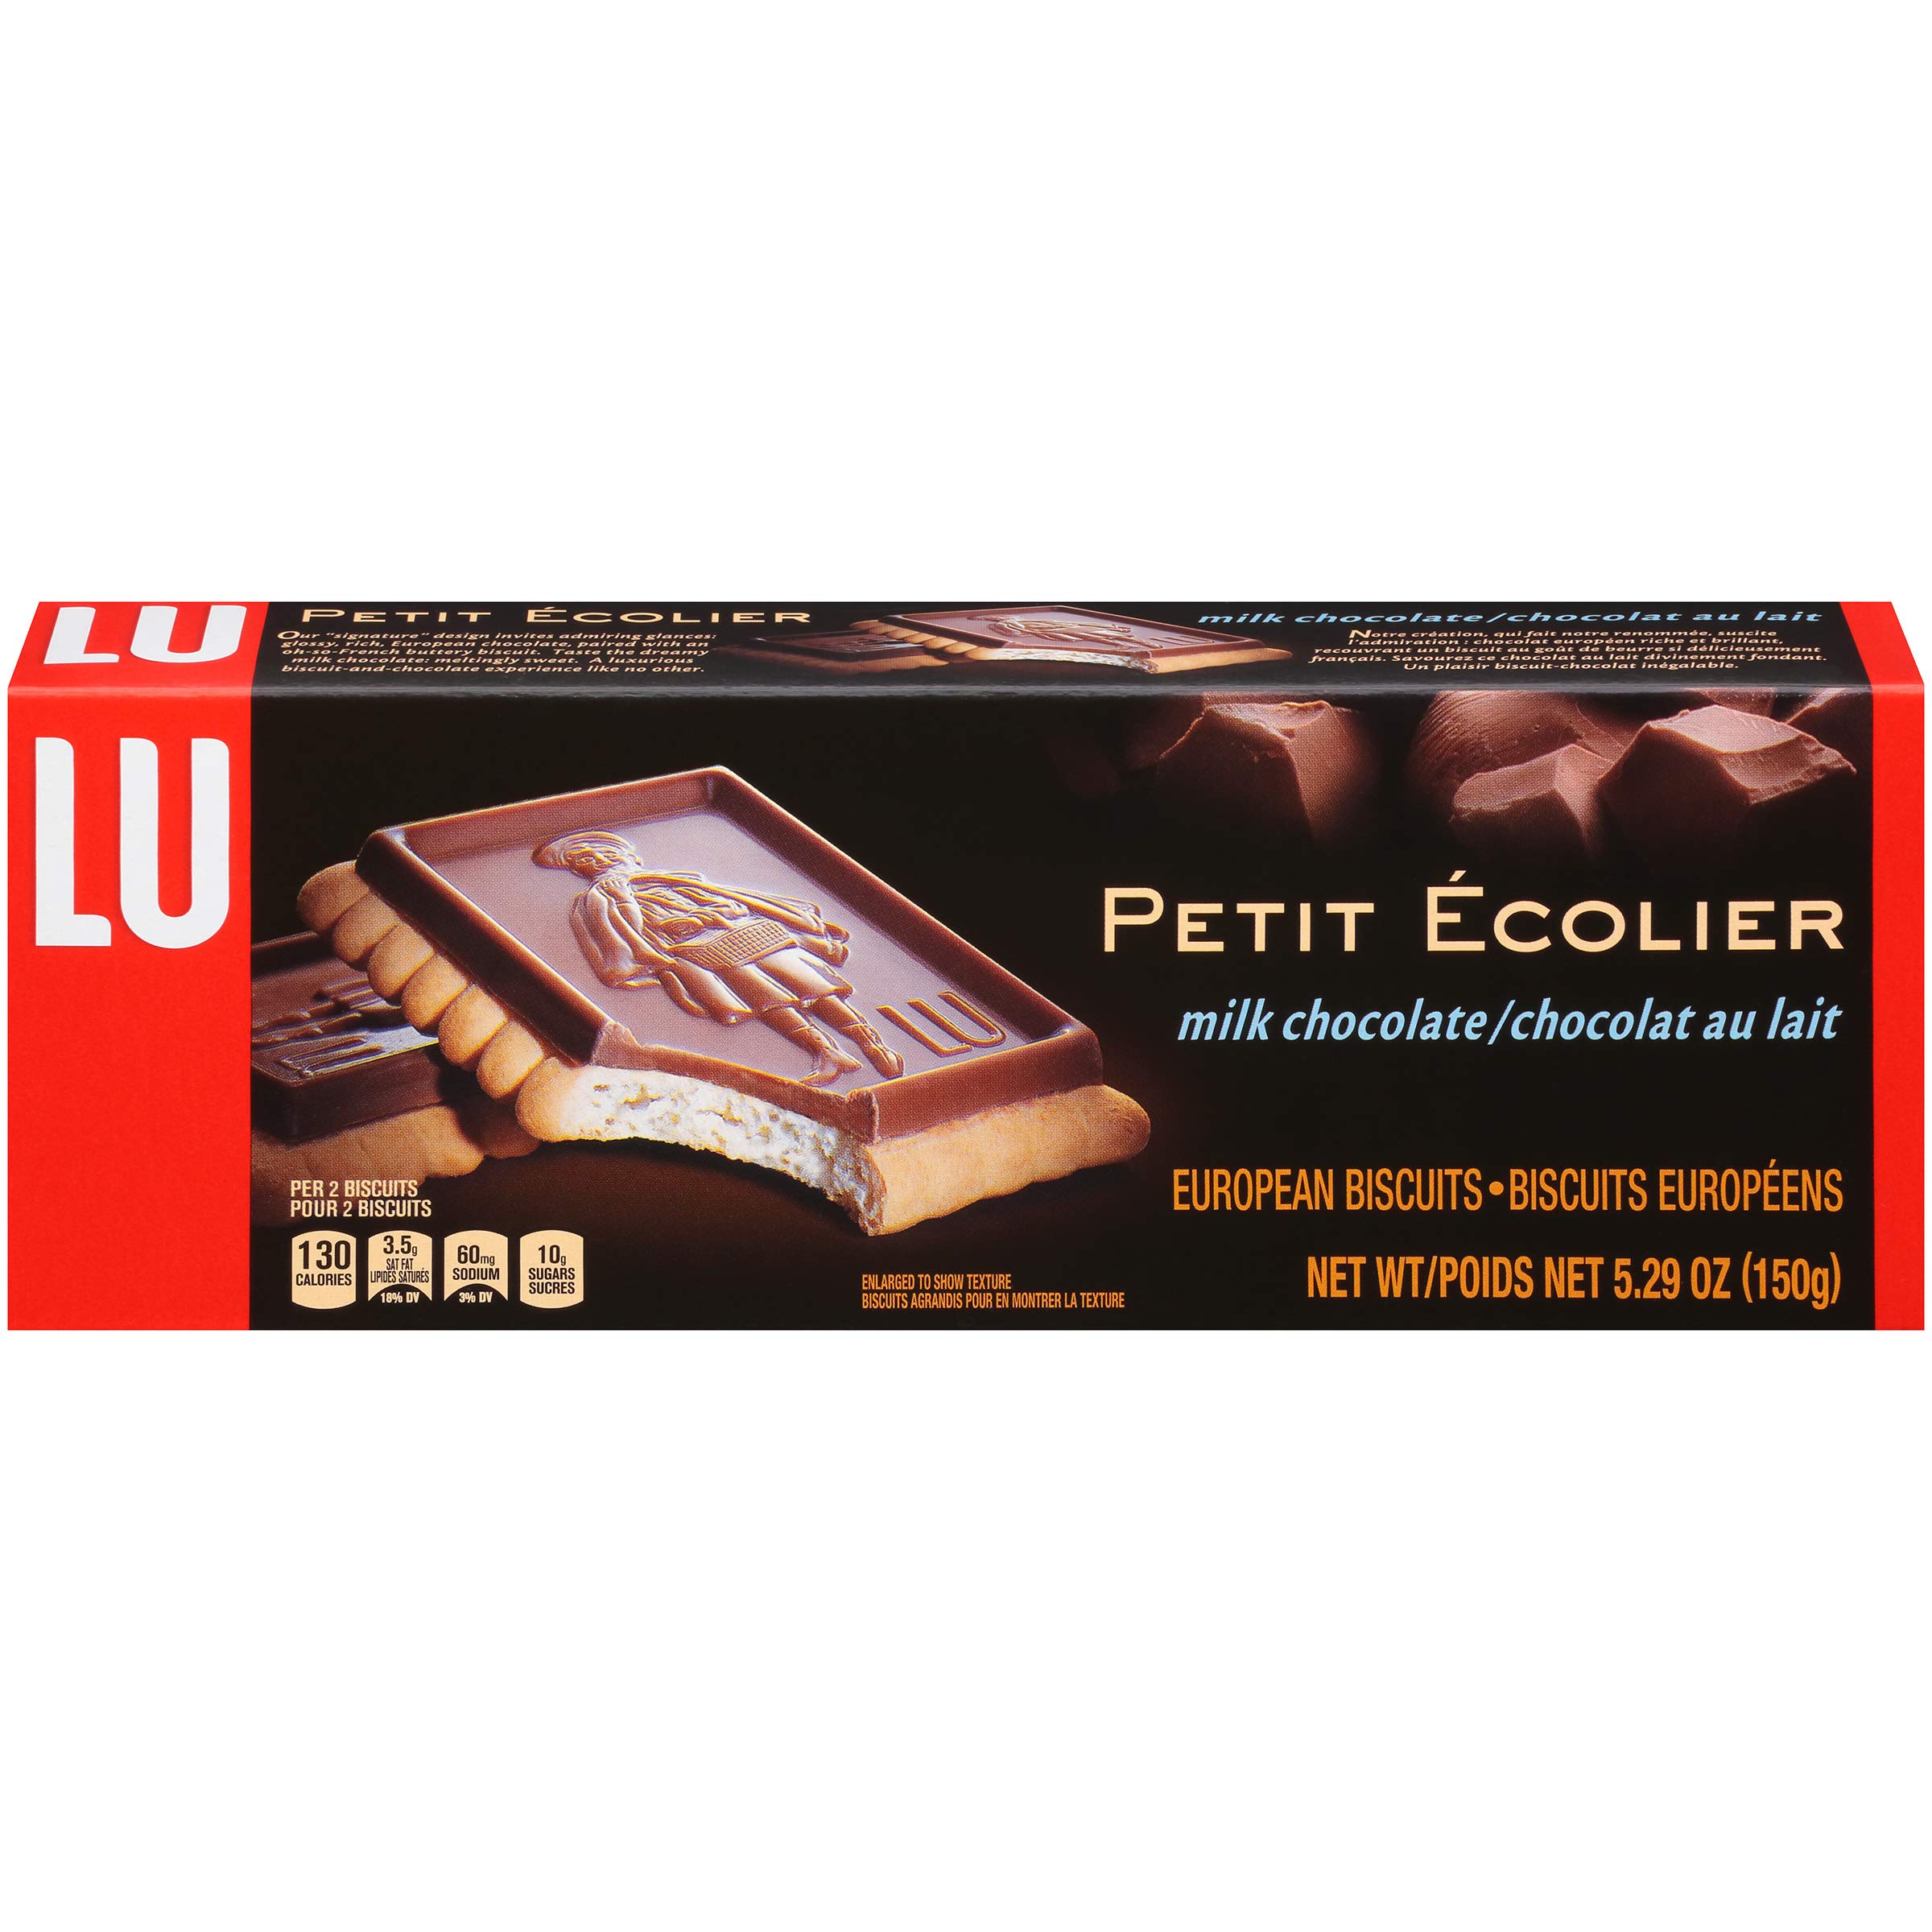 LU
PETIT ÉCOLIER
Our "signature" design invites admiring glances:
glossy, rich, European chocolate, paired with an
oh-so-French buttery biscuit. Taste the dreamy
milk chocolate: meltingly sweet. A luxurious
biscuit-and-chocolate experience like no other.
LU
milk chocolate/chocolat au lait
Notre création, qui fait notre renommée, suscite
l'admiration : chocolat européen riche et brillant,
recouvrant un biscuit au goût de beurre si délicieusement
français. Savourez ce chocolat au lait divinement fondant.
Un plaisir biscuit-chocolat inégalable.
LU
LU
PETIT ÉCOLIER
milk chocolate/chocolat au lait
EUROPEAN BISCUITS • BISCUITS EUROPÉENS
NET WT/POIDS NET 5.29 OZ (150g)
PER 2 BISCUITS
POUR 2 BISCUITS
130
CALORIES
3.5g
SAT FAT
LIPIDES SATURÉS
18% DV
60mg
SODIUM
3% DV
10g
SUGARS
SUCRES
ENLARGED TO SHOW TEXTURE
BISCUITS AGRANDIS POUR EN MONTRER LA TEXTURE